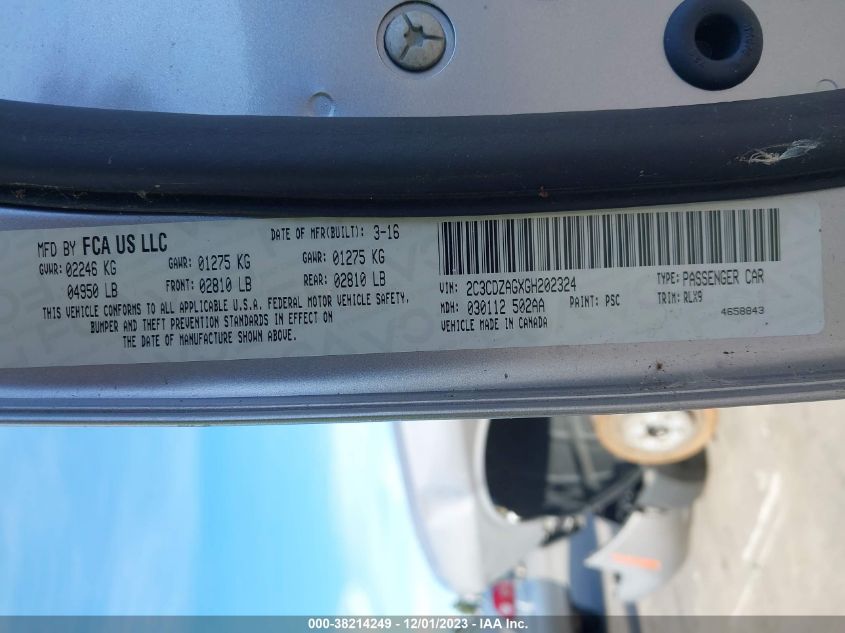 MFD BY FCA US LLC
DATE OF MFR(BUILT): 3-16
GVWR: 02246 KG
GAWR: 01275 KG
GAWR: 01275 KG
04950 LB
FRONT: 02810 LB
REAR: 02810 LB
THIS VEHICLE CONFORMS TO ALL APPLICABLE U.S.A. FEDERAL MOTOR VEHICLE SAFETY,
BUMPER AND THEFT PREVENTION STANDARDS IN EFFECT ON
THE DATE OF MANUFACTURE SHOWN ABOVE.
VIN: 2C3CDZAGXGH202324
TYPE: PASSENGER CAR
MDH: 030112 502AA
PAINT: PSC
TRIM: RLX9
VEHICLE MADE IN CANADA
4658843
000-38214249 - 12/01/2023 - IAAI.com